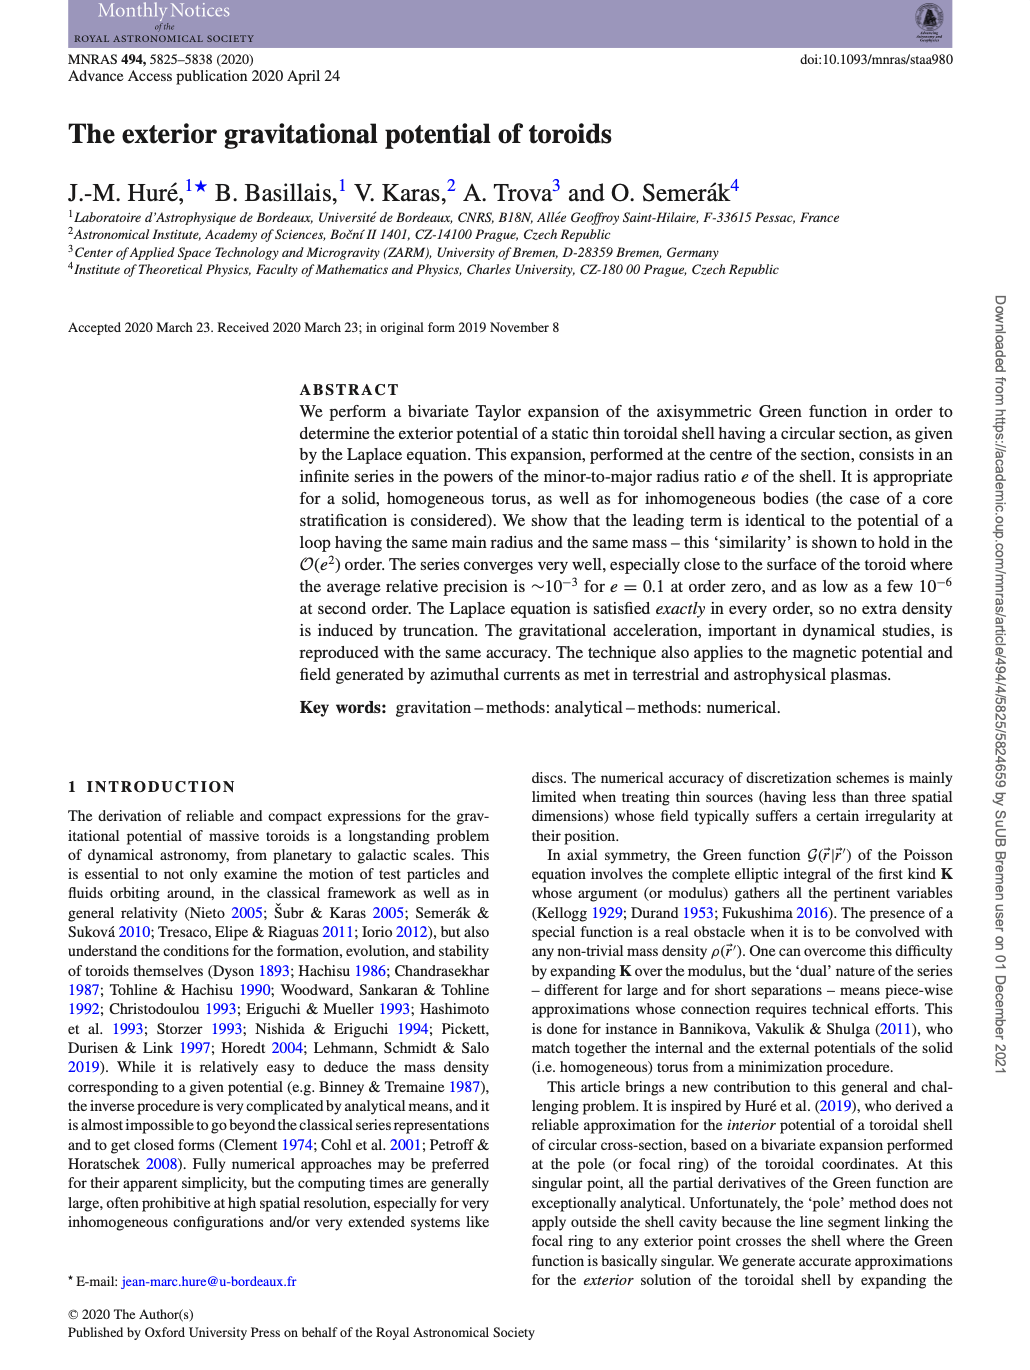 Monthly Notices
of the
ROYAL ASTRONOMICAL SOCIETY
MNRAS 494, 5825–5838 (2020)
doi:10.1093/mnras/staa980
Advance Access publication 2020 April 24
The exterior gravitational potential of toroids
J.-M. Huré,1★ B. Basillais,1 V. Karas,2 A. Trova3 and O. Semerák4
1Laboratoire d'Astrophysique de Bordeaux, Université de Bordeaux, CNRS, B18N, Allée Geoffroy Saint-Hilaire, F-33615 Pessac, France
2Astronomical Institute, Academy of Sciences, Boční II 1401, CZ-14100 Prague, Czech Republic
3Center of Applied Space Technology and Microgravity (ZARM), University of Bremen, D-28359 Bremen, Germany
4Institute of Theoretical Physics, Faculty of Mathematics and Physics, Charles University, CZ-180 00 Prague, Czech Republic
Accepted 2020 March 23. Received 2020 March 23; in original form 2019 November 8
ABSTRACT
We perform a bivariate Taylor expansion of the axisymmetric Green function in order to
determine the exterior potential of a static thin toroidal shell having a circular section, as given
by the Laplace equation. This expansion, performed at the centre of the section, consists in an
infinite series in the powers of the minor-to-major radius ratio e of the shell. It is appropriate
for a solid, homogeneous torus, as well as for inhomogeneous bodies (the case of a core
stratification is considered). We show that the leading term is identical to the potential of a
loop having the same main radius and the same mass – this 'similarity' is shown to hold in the
O(e²) order. The series converges very well, especially close to the surface of the toroid where
the average relative precision is ∼10⁻³ for e = 0.1 at order zero, and as low as a few 10⁻⁶
at second order. The Laplace equation is satisfied exactly in every order, so no extra density
is induced by truncation. The gravitational acceleration, important in dynamical studies, is
reproduced with the same accuracy. The technique also applies to the magnetic potential and
field generated by azimuthal currents as met in terrestrial and astrophysical plasmas.
Key words: gravitation – methods: analytical – methods: numerical.
1 INTRODUCTION
The derivation of reliable and compact expressions for the grav-
itational potential of massive toroids is a longstanding problem
of dynamical astronomy, from planetary to galactic scales. This
is essential to not only examine the motion of test particles and
fluids orbiting around, in the classical framework as well as in
general relativity (Nieto 2005; Šubr & Karas 2005; Semerák &
Suková 2010; Tresaco, Elipe & Riaguas 2011; Iorio 2012), but also
understand the conditions for the formation, evolution, and stability
of toroids themselves (Dyson 1893; Hachisu 1986; Chandrasekhar
1987; Tohline & Hachisu 1990; Woodward, Sankaran & Tohline
1992; Christodoulou 1993; Eriguchi & Mueller 1993; Hashimoto
et al. 1993; Storzer 1993; Nishida & Eriguchi 1994; Pickett,
Durisen & Link 1997; Horedt 2004; Lehmann, Schmidt & Salo
2019). While it is relatively easy to deduce the mass density
corresponding to a given potential (e.g. Binney & Tremaine 1987),
the inverse procedure is very complicated by analytical means, and it
is almost impossible to go beyond the classical series representations
and to get closed forms (Clement 1974; Cohl et al. 2001; Petroff &
Horatschek 2008). Fully numerical approaches may be preferred
for their apparent simplicity, but the computing times are generally
large, often prohibitive at high spatial resolution, especially for very
inhomogeneous configurations and/or very extended systems like
★ E-mail: jean-marc.hure@u-bordeaux.fr
discs. The numerical accuracy of discretization schemes is mainly
limited when treating thin sources (having less than three spatial
dimensions) whose field typically suffers a certain irregularity at
their position.
In axial symmetry, the Green function G(r⃗|r⃗′) of the Poisson
equation involves the complete elliptic integral of the first kind K
whose argument (or modulus) gathers all the pertinent variables
(Kellogg 1929; Durand 1953; Fukushima 2016). The presence of a
special function is a real obstacle when it is to be convolved with
any non-trivial mass density ρ(r⃗′). One can overcome this difficulty
by expanding K over the modulus, but the 'dual' nature of the series
– different for large and for short separations – means piece-wise
approximations whose connection requires technical efforts. This
is done for instance in Bannikova, Vakulik & Shulga (2011), who
match together the internal and the external potentials of the solid
(i.e. homogeneous) torus from a minimization procedure.
This article brings a new contribution to this general and chal-
lenging problem. It is inspired by Huré et al. (2019), who derived a
reliable approximation for the interior potential of a toroidal shell
of circular cross-section, based on a bivariate expansion performed
at the pole (or focal ring) of the toroidal coordinates. At this
singular point, all the partial derivatives of the Green function are
exceptionally analytical. Unfortunately, the 'pole' method does not
apply outside the shell cavity because the line segment linking the
focal ring to any exterior point crosses the shell where the Green
function is basically singular. We generate accurate approximations
for the exterior solution of the toroidal shell by expanding the
© 2020 The Author(s)
Published by Oxford University Press on behalf of the Royal Astronomical Society
Downloaded from https://academic.oup.com/mnras/article/494/4/5825/5824659 by SuUB Bremen user on 01 December 2021